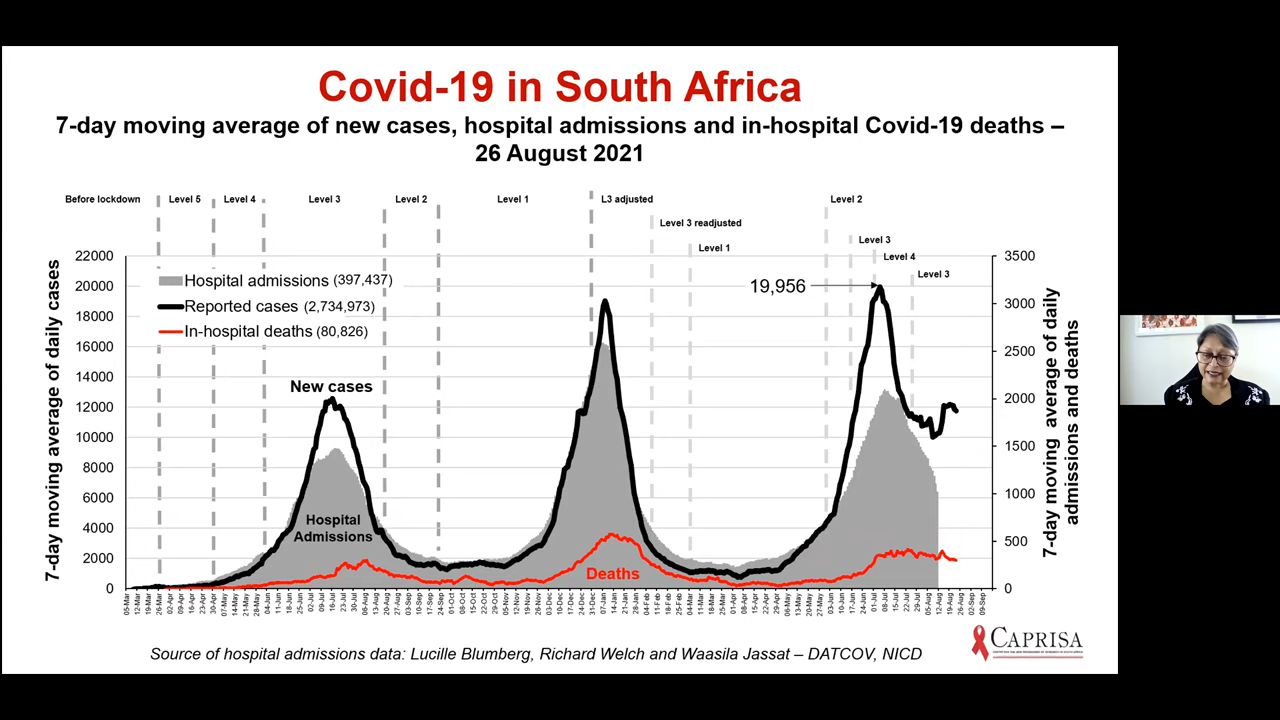 Covid-19 in South Africa
7-day moving average of new cases, hospital admissions and in-hospital Covid-19 deaths –
26 August 2021
Before lockdown
Level 5
Level 4
Level 3
Level 2
Level 1
L3 adjusted
Level 3 readjusted
Level 1
Level 2
Level 3
Level 4
Level 3
7-day moving average of daily cases
22000
20000
18000
16000
14000
12000
10000
8000
6000
4000
2000
0
Hospital admissions (397,437)
Reported cases (2,734,973)
In-hospital deaths (80,826)
New cases
Hospital
Admissions
19,956
Deaths
3500
3000
2500
2000
1500
1000
500
0
7-day moving average of daily
admissions and deaths
Source of hospital admissions data: Lucille Blumberg, Richard Welch and Waasila Jassat – DATCOV, NICD
CAPRISA